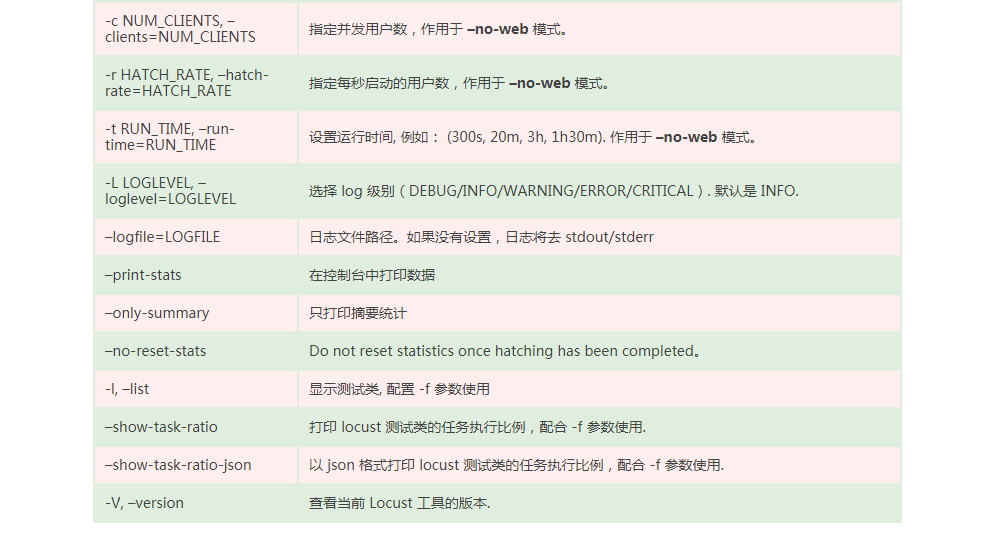 -c NUM_CLIENTS, –
clients=NUM_CLIENTS
指定并发用户数，作用于 –no-web 模式。
-r HATCH_RATE, –hatch-
rate=HATCH_RATE
指定每秒启动的用户数，作用于 –no-web 模式。
-t RUN_TIME, –run-
time=RUN_TIME
设置运行时间, 例如： (300s, 20m, 3h, 1h30m). 作用于 –no-web 模式。
-L LOGLEVEL, –
loglevel=LOGLEVEL
选择 log 级别（DEBUG/INFO/WARNING/ERROR/CRITICAL）. 默认是 INFO.
–logfile=LOGFILE
日志文件路径。如果没有设置，日志将去 stdout/stderr
–print-stats
在控制台中打印数据
–only-summary
只打印摘要统计
–no-reset-stats
Do not reset statistics once hatching has been completed。
-l, –list
显示测试类, 配置 -f 参数使用
–show-task-ratio
打印 locust 测试类的任务执行比例，配合 -f 参数使用.
–show-task-ratio-json
以 json 格式打印 locust 测试类的任务执行比例，配合 -f 参数使用.
-V, –version
查看当前 Locust 工具的版本.